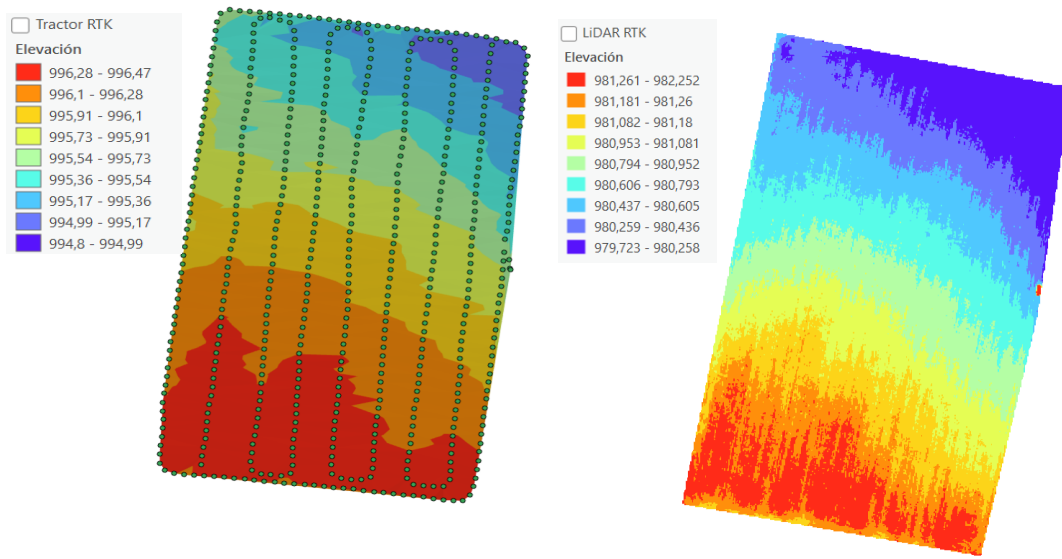 Tractor RTK
Elevación
996,28 - 996,47
996,1 - 996,28
995,91 - 996,1
995,73 - 995,91
995,54 - 995,73
995,36 - 995,54
995,17 - 995,36
994,99 - 995,17
994,8 - 994,99
LiDAR RTK
Elevación
981,261 - 982,252
981,181 - 981,26
981,082 - 981,18
980,953 - 981,081
980,794 - 980,952
980,606 - 980,793
980,437 - 980,605
980,259 - 980,436
979,723 - 980,258